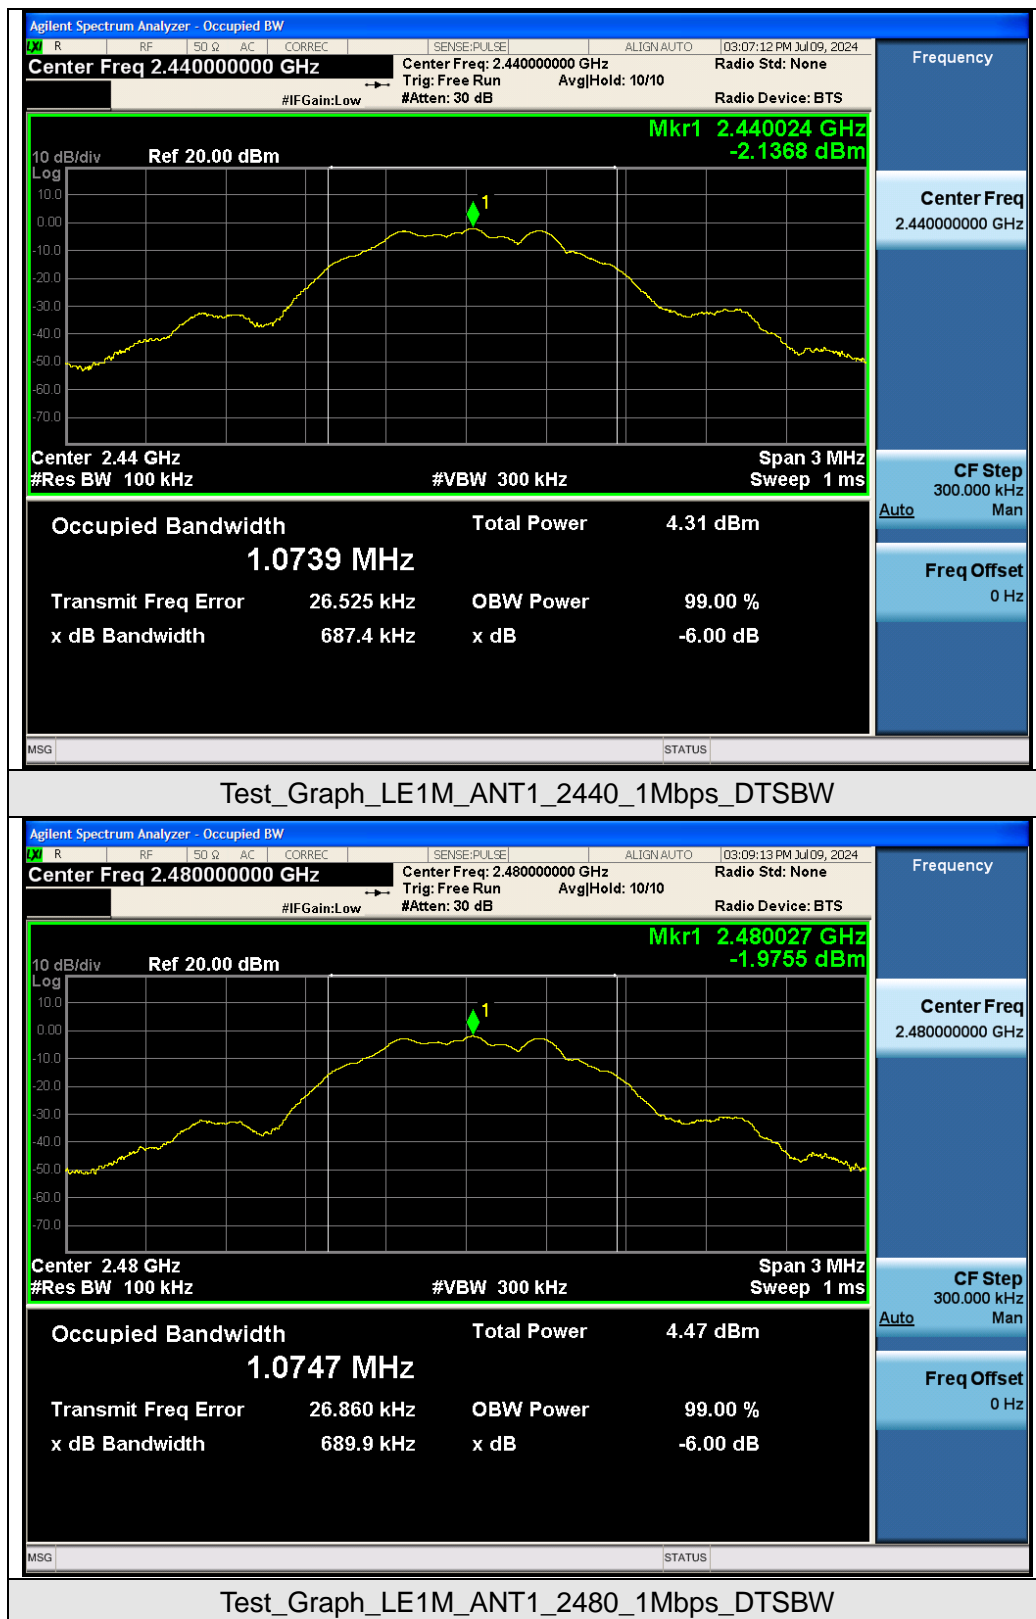 Agilent Spectrum Analyzer - Occupied BW
LXI R RF 50 Ω AC CORREC SENSE:PULSE ALIGN AUTO 03:07:12 PM Jul 09, 2024
Center Freq 2.440000000 GHz
Center Freq: 2.440000000 GHz Radio Std: None
Trig: Free Run Avg|Hold: 10/10
#IFGain:Low #Atten: 30 dB Radio Device: BTS
Mkr1 2.440024 GHz
-2.1368 dBm
10 dB/div Ref 20.00 dBm
Log
10.0
0.00
-10.0
-20.0
-30.0
-40.0
-50.0
-60.0
-70.0
1
Center 2.44 GHz Span 3 MHz
#Res BW 100 kHz #VBW 300 kHz Sweep 1 ms
Occupied Bandwidth Total Power 4.31 dBm
1.0739 MHz
Transmit Freq Error 26.525 kHz OBW Power 99.00 %
x dB Bandwidth 687.4 kHz x dB -6.00 dB
MSG STATUS
Frequency
Center Freq
2.440000000 GHz
CF Step
300.000 kHz
Auto Man
Freq Offset
0 Hz
Test_Graph_LE1M_ANT1_2440_1Mbps_DTSBW
Agilent Spectrum Analyzer - Occupied BW
LXI R RF 50 Ω AC CORREC SENSE:PULSE ALIGN AUTO 03:09:13 PM Jul 09, 2024
Center Freq 2.480000000 GHz
Center Freq: 2.480000000 GHz Radio Std: None
Trig: Free Run Avg|Hold: 10/10
#IFGain:Low #Atten: 30 dB Radio Device: BTS
Mkr1 2.480027 GHz
-1.9755 dBm
10 dB/div Ref 20.00 dBm
Log
10.0
0.00
-10.0
-20.0
-30.0
-40.0
-50.0
-60.0
-70.0
1
Center 2.48 GHz Span 3 MHz
#Res BW 100 kHz #VBW 300 kHz Sweep 1 ms
Occupied Bandwidth Total Power 4.47 dBm
1.0747 MHz
Transmit Freq Error 26.860 kHz OBW Power 99.00 %
x dB Bandwidth 689.9 kHz x dB -6.00 dB
MSG STATUS
Frequency
Center Freq
2.480000000 GHz
CF Step
300.000 kHz
Auto Man
Freq Offset
0 Hz
Test_Graph_LE1M_ANT1_2480_1Mbps_DTSBW